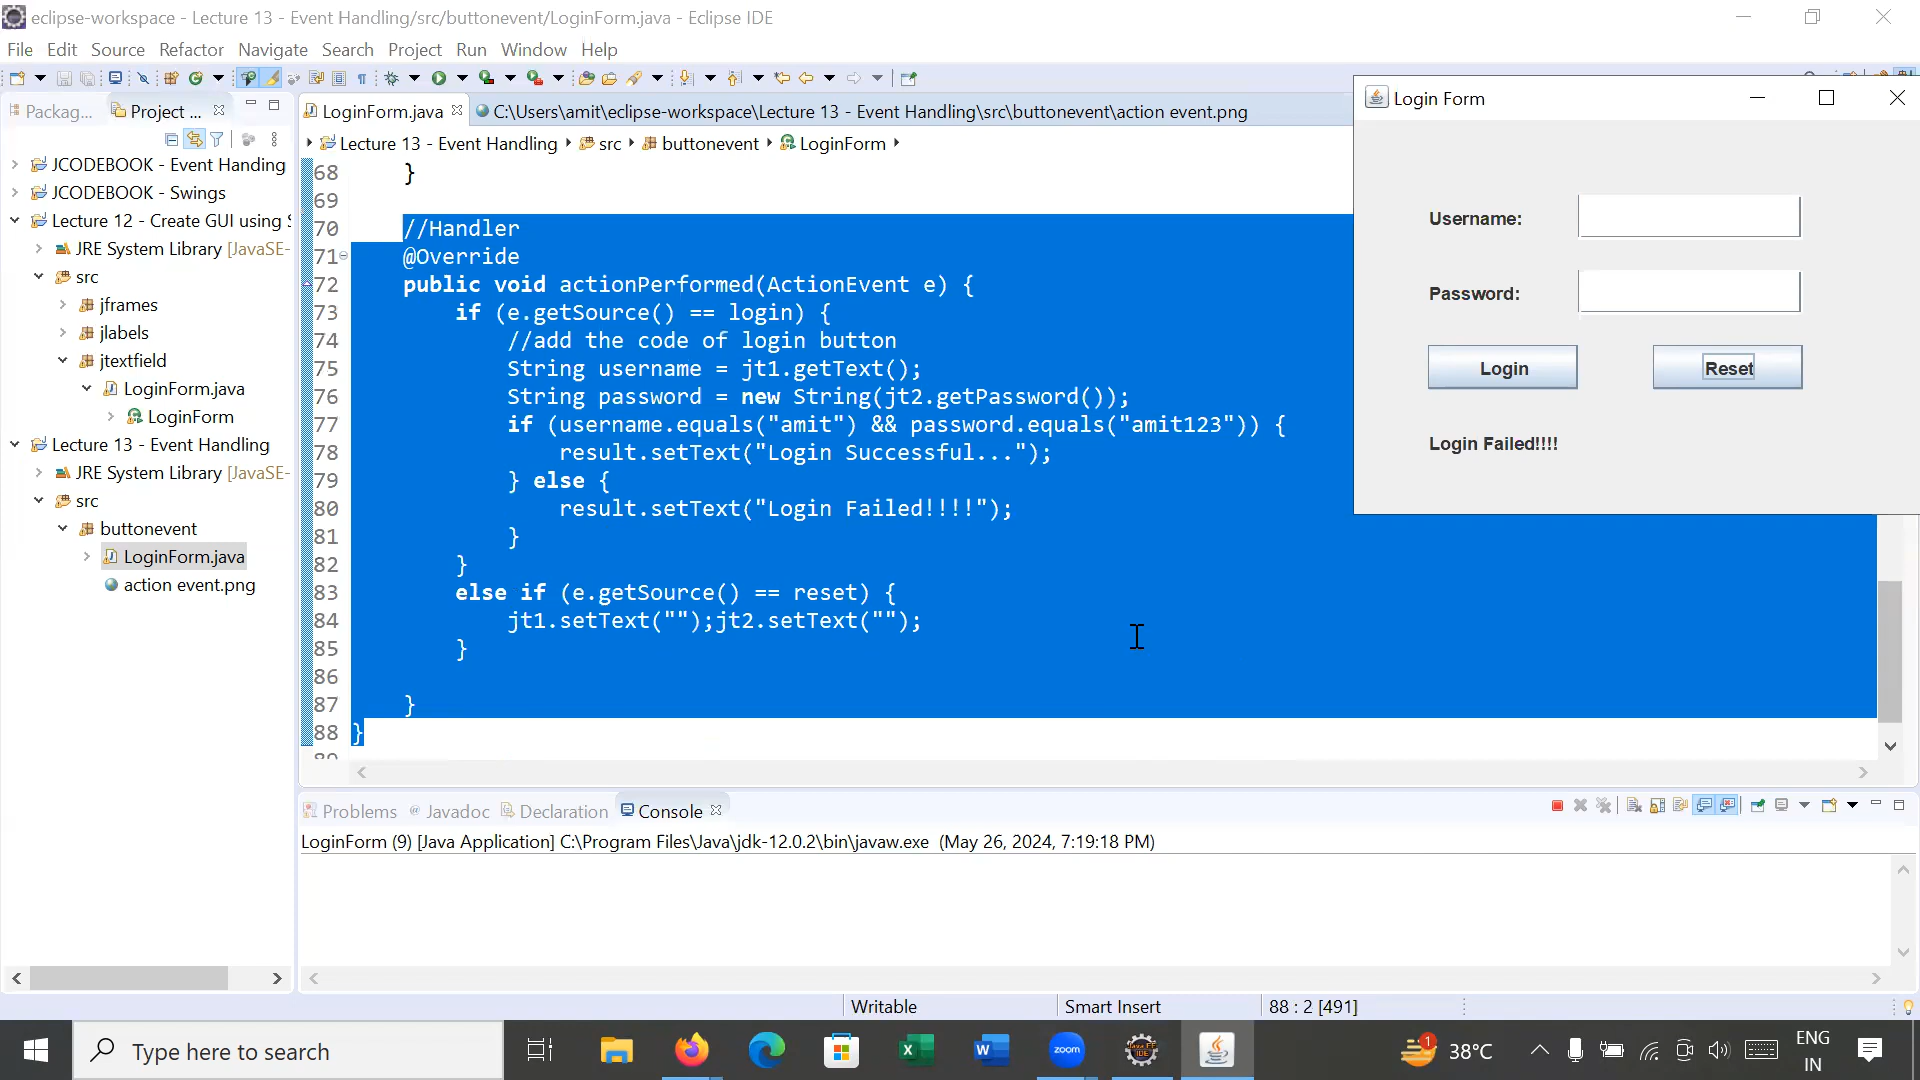 eclipse-workspace - Lecture 13 - Event Handling/src/buttonevent/LoginForm.java - Eclipse IDE
File Edit Source Refactor Navigate Search Project Run Window Help
Packag... Project ...
LoginForm.java C:\Users\amit\eclipse-workspace\Lecture 13 - Event Handling\src\buttonevent\action event.png
Lecture 13 - Event Handling src buttonevent LoginForm
JCODEBOOK - Event Handing
JCODEBOOK - Swings
Lecture 12 - Create GUI using S
JRE System Library [JavaSE-
src
jframes
jlabels
jtextfield
LoginForm.java
LoginForm
Lecture 13 - Event Handling
JRE System Library [JavaSE-
src
buttonevent
LoginForm.java
action event.png
68 }
69
70 //Handler
71 @Override
72 public void actionPerformed(ActionEvent e) {
73 if (e.getSource() == login) {
74 //add the code of login button
75 String username = jt1.getText();
76 String password = new String(jt2.getPassword());
77 if (username.equals("amit") && password.equals("amit123")) {
78 result.setText("Login Successful...");
79 } else {
80 result.setText("Login Failed!!!!");
81 }
82 }
83 else if (e.getSource() == reset) {
84 jt1.setText("");jt2.setText("");
85 }
86
87 }
88 }
Login Form
Username:
Password:
Login Reset
Login Failed!!!!
Problems @ Javadoc Declaration Console
LoginForm (9) [Java Application] C:\Program Files\Java\jdk-12.0.2\bin\javaw.exe (May 26, 2024, 7:19:18 PM)
Writable Smart Insert 88 : 2 [491]
Type here to search
zoom
Java EE
IDE
1
38°C
ENG
IN